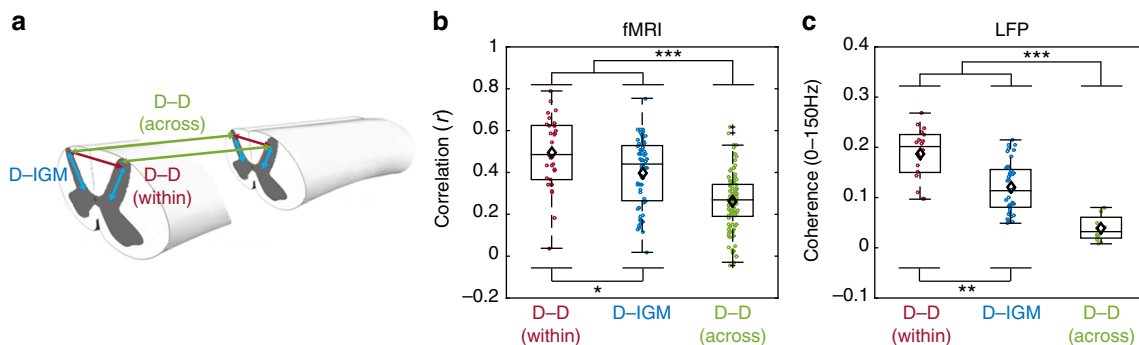 a
D–D
(across)
D–IGM
D–D
(within)
b
fMRI
***
1
0.8
0.6
0.4
0.2
0
–0.2
Correlation (r)
*
D–D
(within)
D–IGM
D–D
(across)
c
LFP
***
0.4
0.3
0.2
0.1
0
–0.1
Coherence (0–150Hz)
**
D–D
(within)
D–IGM
D–D
(across)